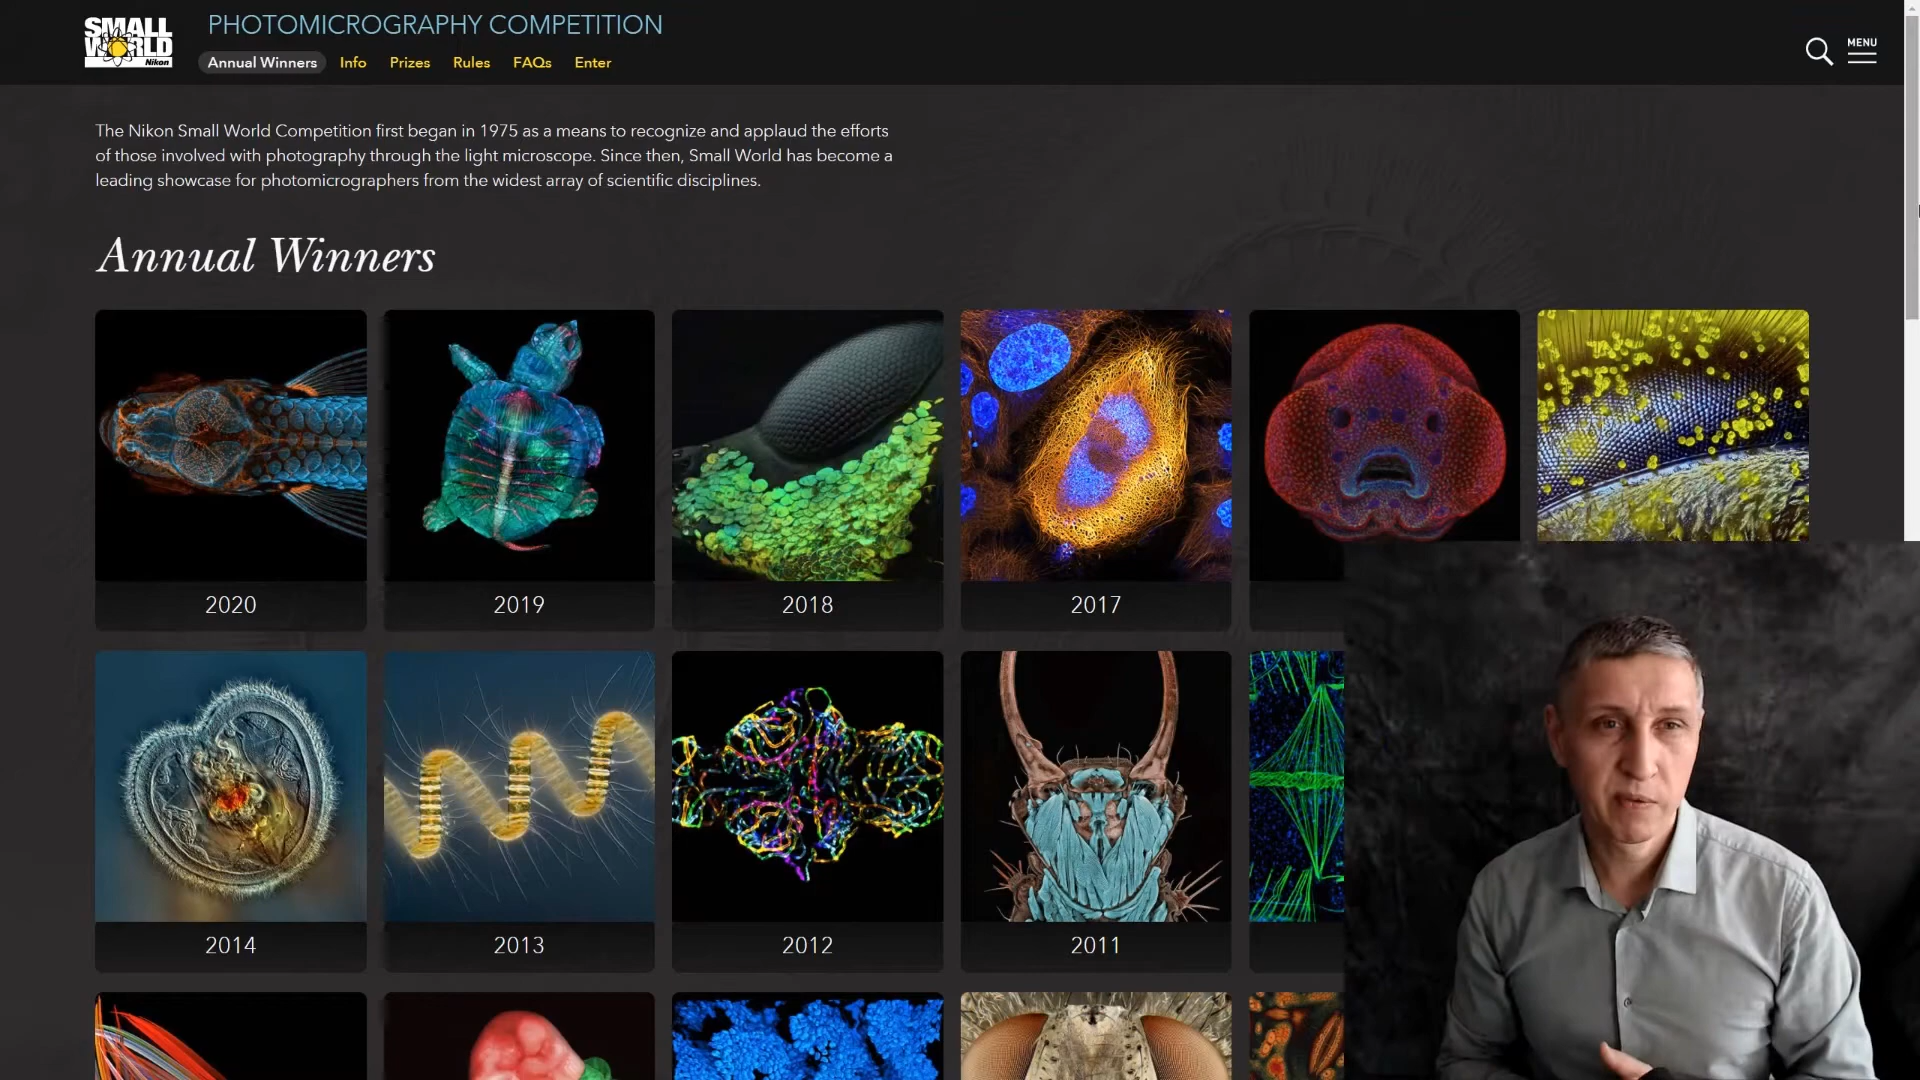 SMALL
WORLD
Nikon
PHOTOMICROGRAPHY COMPETITION
Annual Winners Info Prizes Rules FAQs Enter
MENU
The Nikon Small World Competition first began in 1975 as a means to recognize and applaud the efforts
of those involved with photography through the light microscope. Since then, Small World has become a
leading showcase for photomicrographers from the widest array of scientific disciplines.
Annual Winners
2020 2019 2018 2017
2014 2013 2012 2011